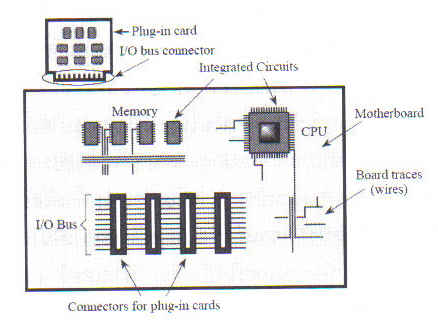 Plug-in card
I/O bus connector
Integrated Circuits
Memory
CPU
Motherboard
Board traces
(wires)
I/O Bus
Connectors for plug-in cards